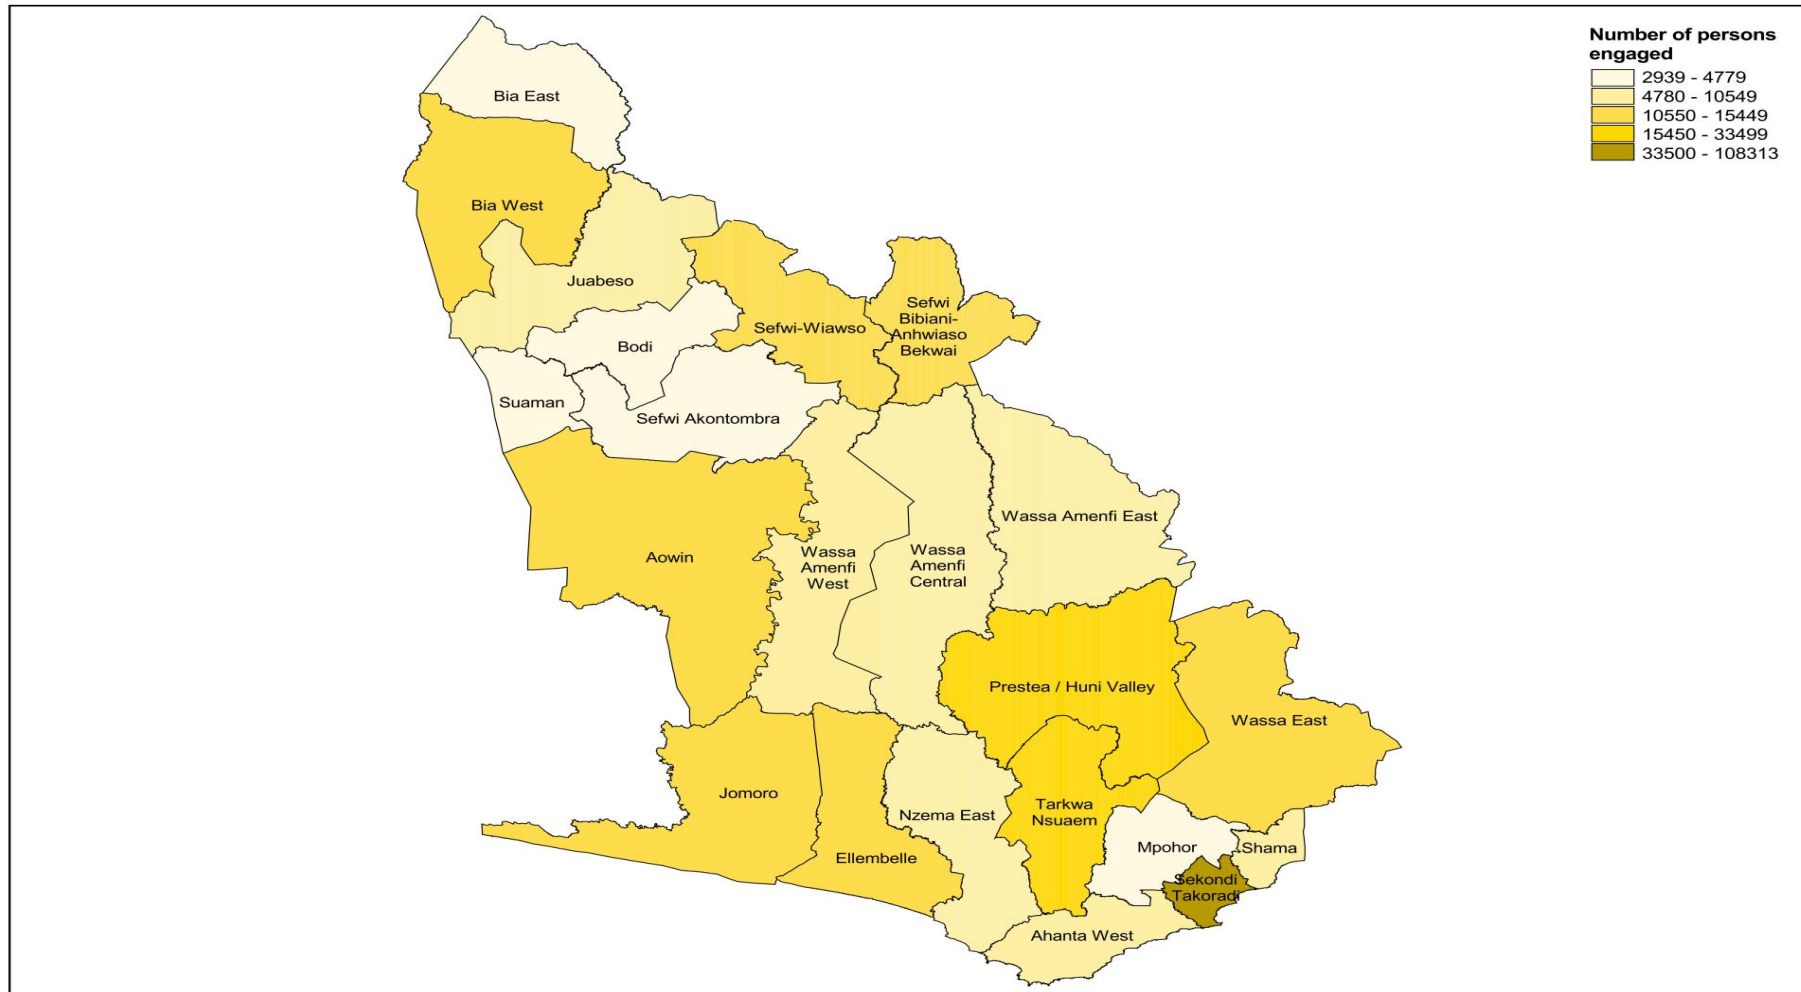 Number of persons
engaged
2939 - 4779
4780 - 10549
10550 - 15449
15450 - 33499
33500 - 108313
Bia East
Bia West
Juabeso
Sefwi-Wiawso
Sefwi
Bibiani-
Anhwiaso
Bekwai
Bodi
Suaman
Sefwi Akontombra
Wassa Amenfi East
Aowin
Wassa
Amenfi
West
Wassa
Amenfi
Central
Prestea / Huni Valley
Wassa East
Jomoro
Ellembelle
Nzema East
Tarkwa
Nsuaem
Mpohor
Shama
Sekondi
Takoradi
Ahanta West